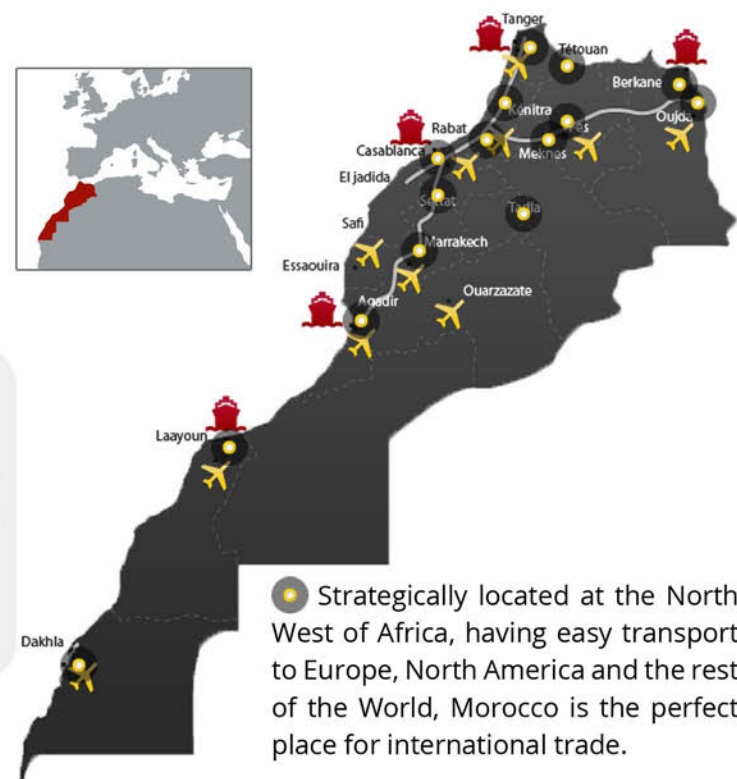 Tanger
Tétouan
Berkane
Kénitra
Oujda
Rabat
Fès
Casablanca
Meknes
El jadida
Settat
Tadla
Safi
Marrakech
Essaouira
Ouarzazate
Agadir
Laayoun
Dakhla
Strategically located at the North
West of Africa, having easy transport
to Europe, North America and the rest
of the World, Morocco is the perfect
place for international trade.